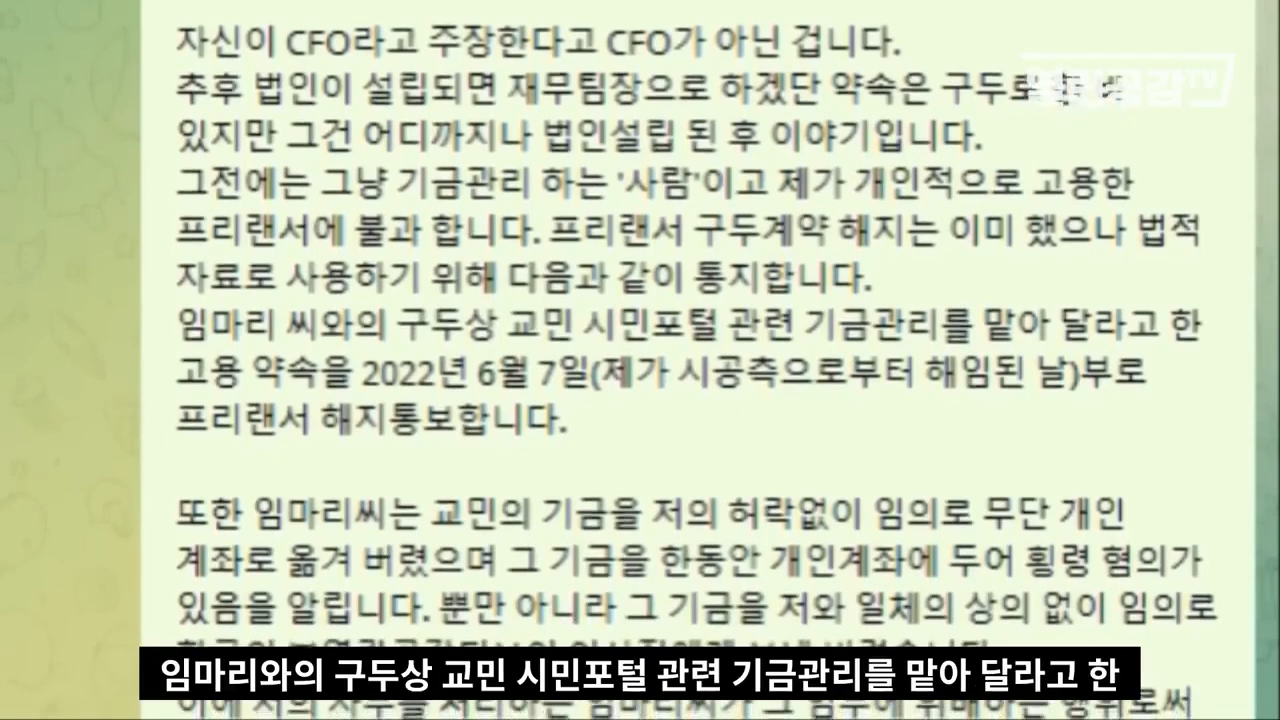 자신이 CFO라고 주장한다고 CFO가 아닌 겁니다.
추후 법인이 설립되면 재무팀장으로 하겠단 약속은 구두로
있지만 그건 어디까지나 법인설립 된 후 이야기입니다.
그전에는 그냥 기금관리 하는 '사람'이고 제가 개인적으로 고용한
프리랜서에 불과 합니다. 프리랜서 구두계약 해지는 이미 했으나 법적
자료로 사용하기 위해 다음과 같이 통지합니다.
임마리 씨와의 구두상 교민 시민포털 관련 기금관리를 맡아 달라고 한
고용 약속을 2022년 6월 7일(제가 시공측으로부터 해임된 날)부로
프리랜서 해지통보합니다.
또한 임마리씨는 교민의 기금을 저의 허락없이 임의로 무단 개인
계좌로 옮겨 버렸으며 그 기금을 한동안 개인계좌에 두어 횡령 혐의가
있음을 알립니다. 뿐만 아니라 그 기금을 저와 일체의 상의 없이 임의로
임마리와의 구두상 교민 시민포털 관련 기금관리를 맡아 달라고 한